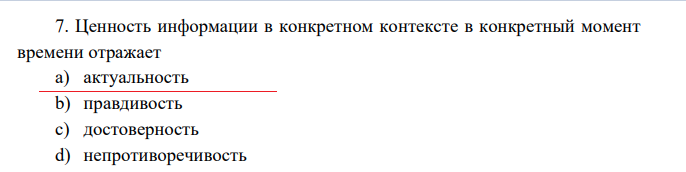 7. Ценность информации в конкретном контексте в конкретный момент
времени отражает
a) актуальность
b) правдивость
c) достоверность
d) непротиворечивость